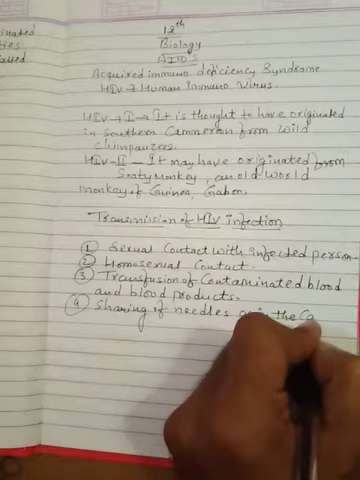 12th
Biology
AIDS
Acquired immuno deficiency Syndrome
HIV → Human Immuno Virus.
HIV → I → It is thought to have originated
in Southern Cameroon from wild
Chimpanzees.
HIV - II - It may have originated from
Sooty Monkey, an old world
monkey of Guinea, Gabon.
Transmission of HIV infection
① Sexual Contact with infected person.
② Homosexual Contact.
③ Transfusion of Contaminated blood
and blood products.
④ Sharing of needles the Ca